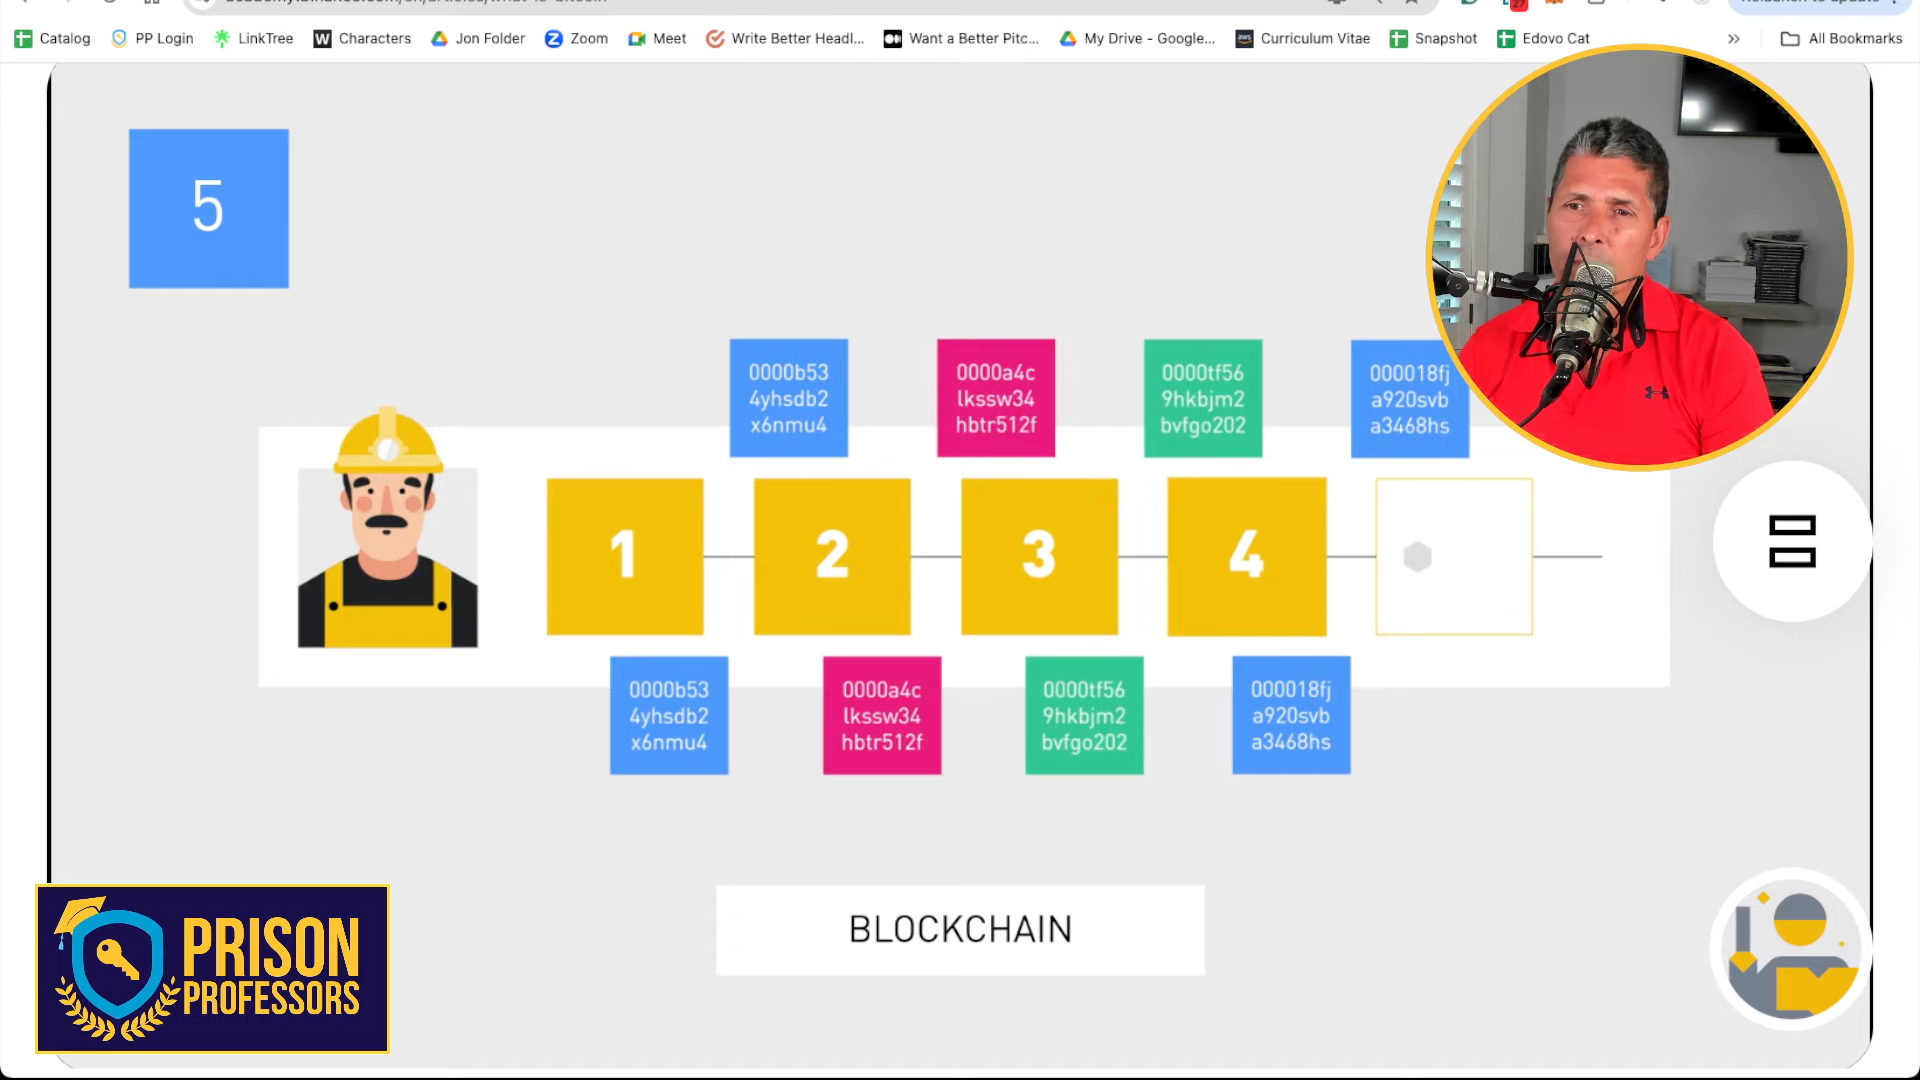 Catalog PP Login LinkTree Characters Jon Folder Zoom Meet Write Better Headl... Want a Better Pitc... My Drive - Google... Curriculum Vitae Snapshot Edovo Cat » All Bookmarks
5
0000b53
4yhsdb2
x6nmu4
0000a4c
lkssw34
hbtr512f
0000tf56
9hkbjm2
bvfgo202
000018fj
a920svb
a3468hs
1 2 3 4
0000b53
4yhsdb2
x6nmu4
0000a4c
lkssw34
hbtr512f
0000tf56
9hkbjm2
bvfgo202
000018fj
a920svb
a3468hs
BLOCKCHAIN
PRISON
PROFESSORS